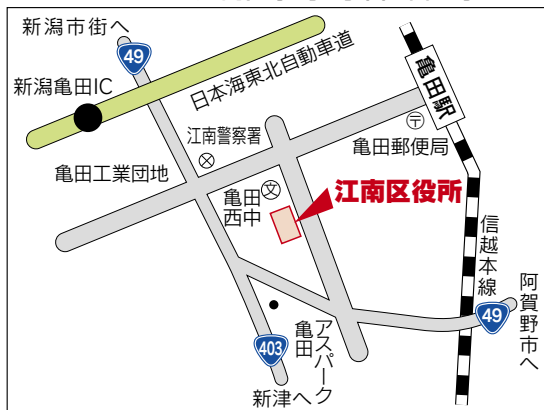 新潟市街へ
49
新潟亀田IC
日本海東北自動車道
亀田駅
江南警察署
亀田郵便局
亀田工業団地
文
亀田
西中
江南区役所
信越本線
阿賀野市へ
49
亀田
アスパーク
403
新津へ